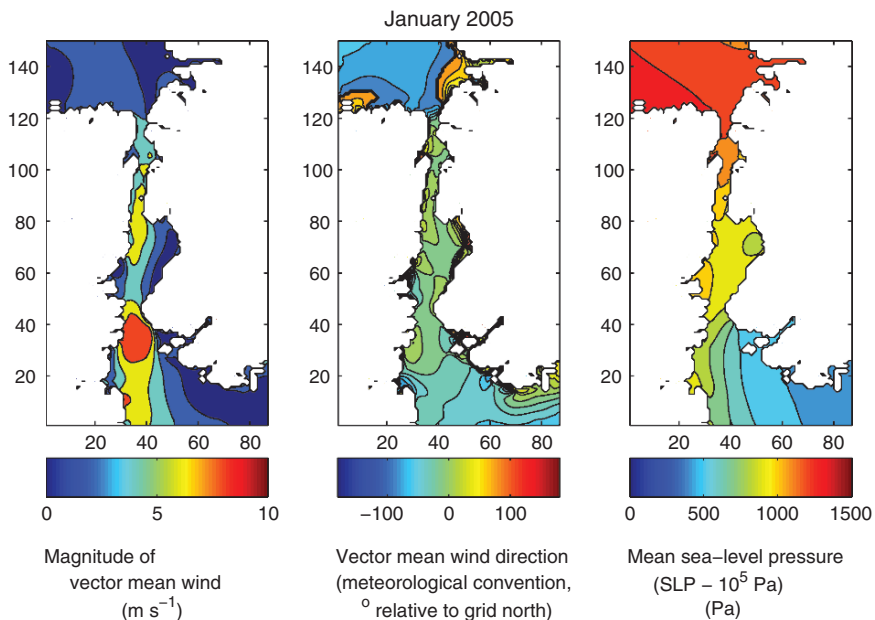 January 2005
140
120
100
80
60
40
20
20 40 60 80
0 5 10
Magnitude of
vector mean wind
(m s⁻¹)
140
120
100
80
60
40
20
20 40 60 80
−100 0 100
Vector mean wind direction
(meteorological convention,
º relative to grid north)
140
120
100
80
60
40
20
20 40 60 80
0 500 1000 1500
Mean sea−level pressure
(SLP − 10⁵ Pa)
(Pa)